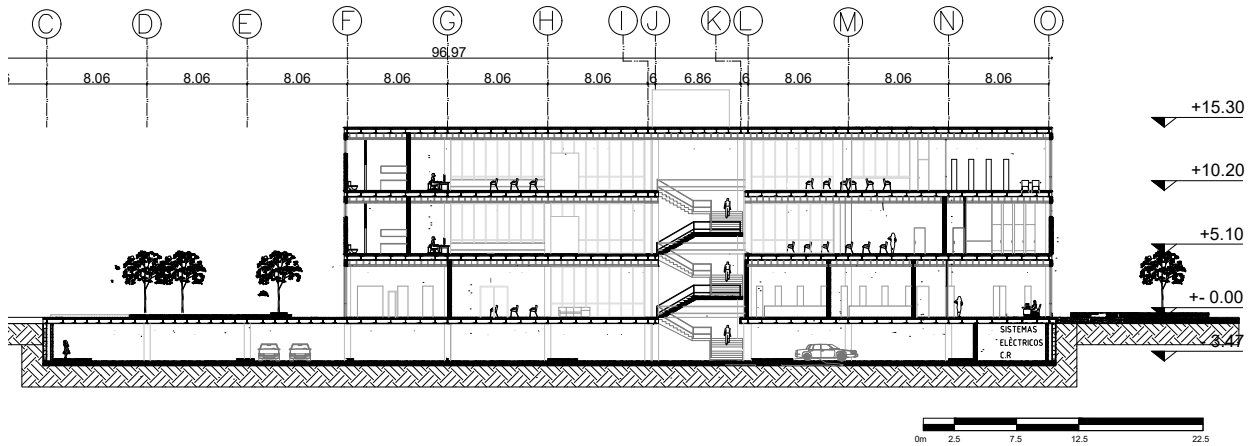 C D E F G H I J K L M N O
96.97
6 8.06 8.06 8.06 8.06 8.06 8.06 6 6.86 6 8.06 8.06 8.06
+15.30
+10.20
+5.10
+- 0.00
- 3.47
SISTEMAS
ELÉCTRICOS
C.R
0m 2.5 7.5 12.5 22.5